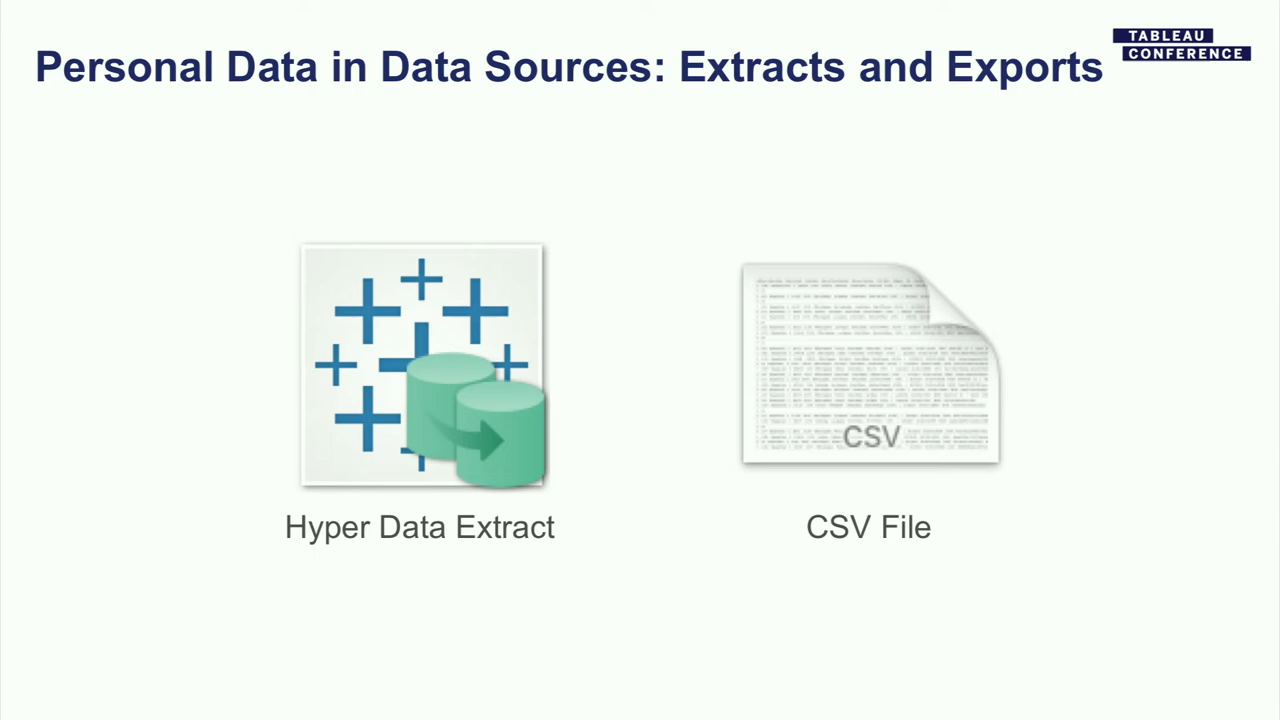 Personal Data in Data Sources: Extracts and Exports
TABLEAU
CONFERENCE
CSV
Hyper Data Extract
CSV File